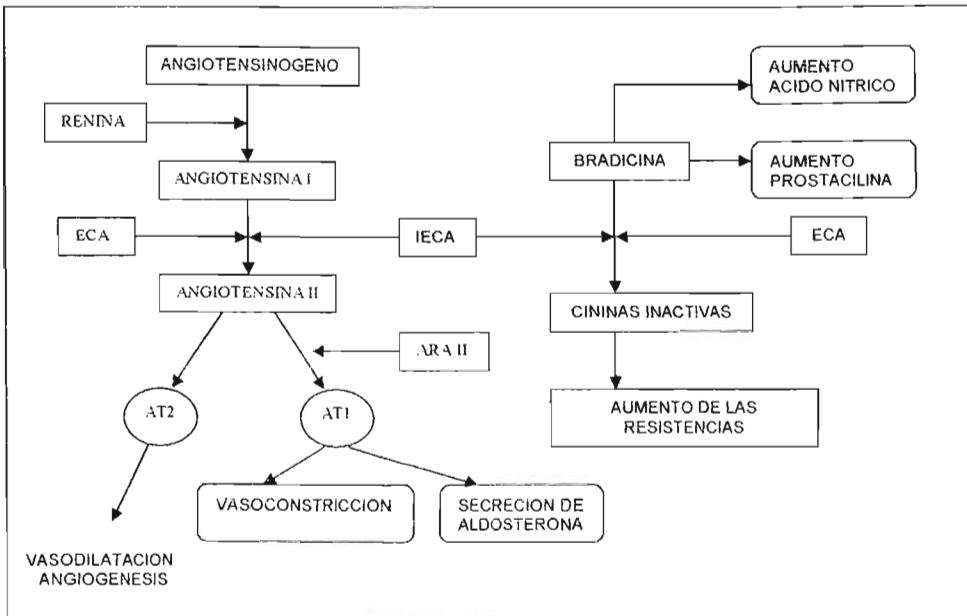 ANGIOTENSINOGENO
RENINA
ANGIOTENSINA I
ECA
IECA
ANGIOTENSINA II
ARA II
AT2
AT1
VASOCONSTRICCION
SECRECION DE
ALDOSTERONA
VASODILATACION
ANGIOGENESIS
AUMENTO
ACIDO NITRICO
BRADICINA
AUMENTO
PROSTACILINA
ECA
CININAS INACTIVAS
AUMENTO DE LAS
RESISTENCIAS